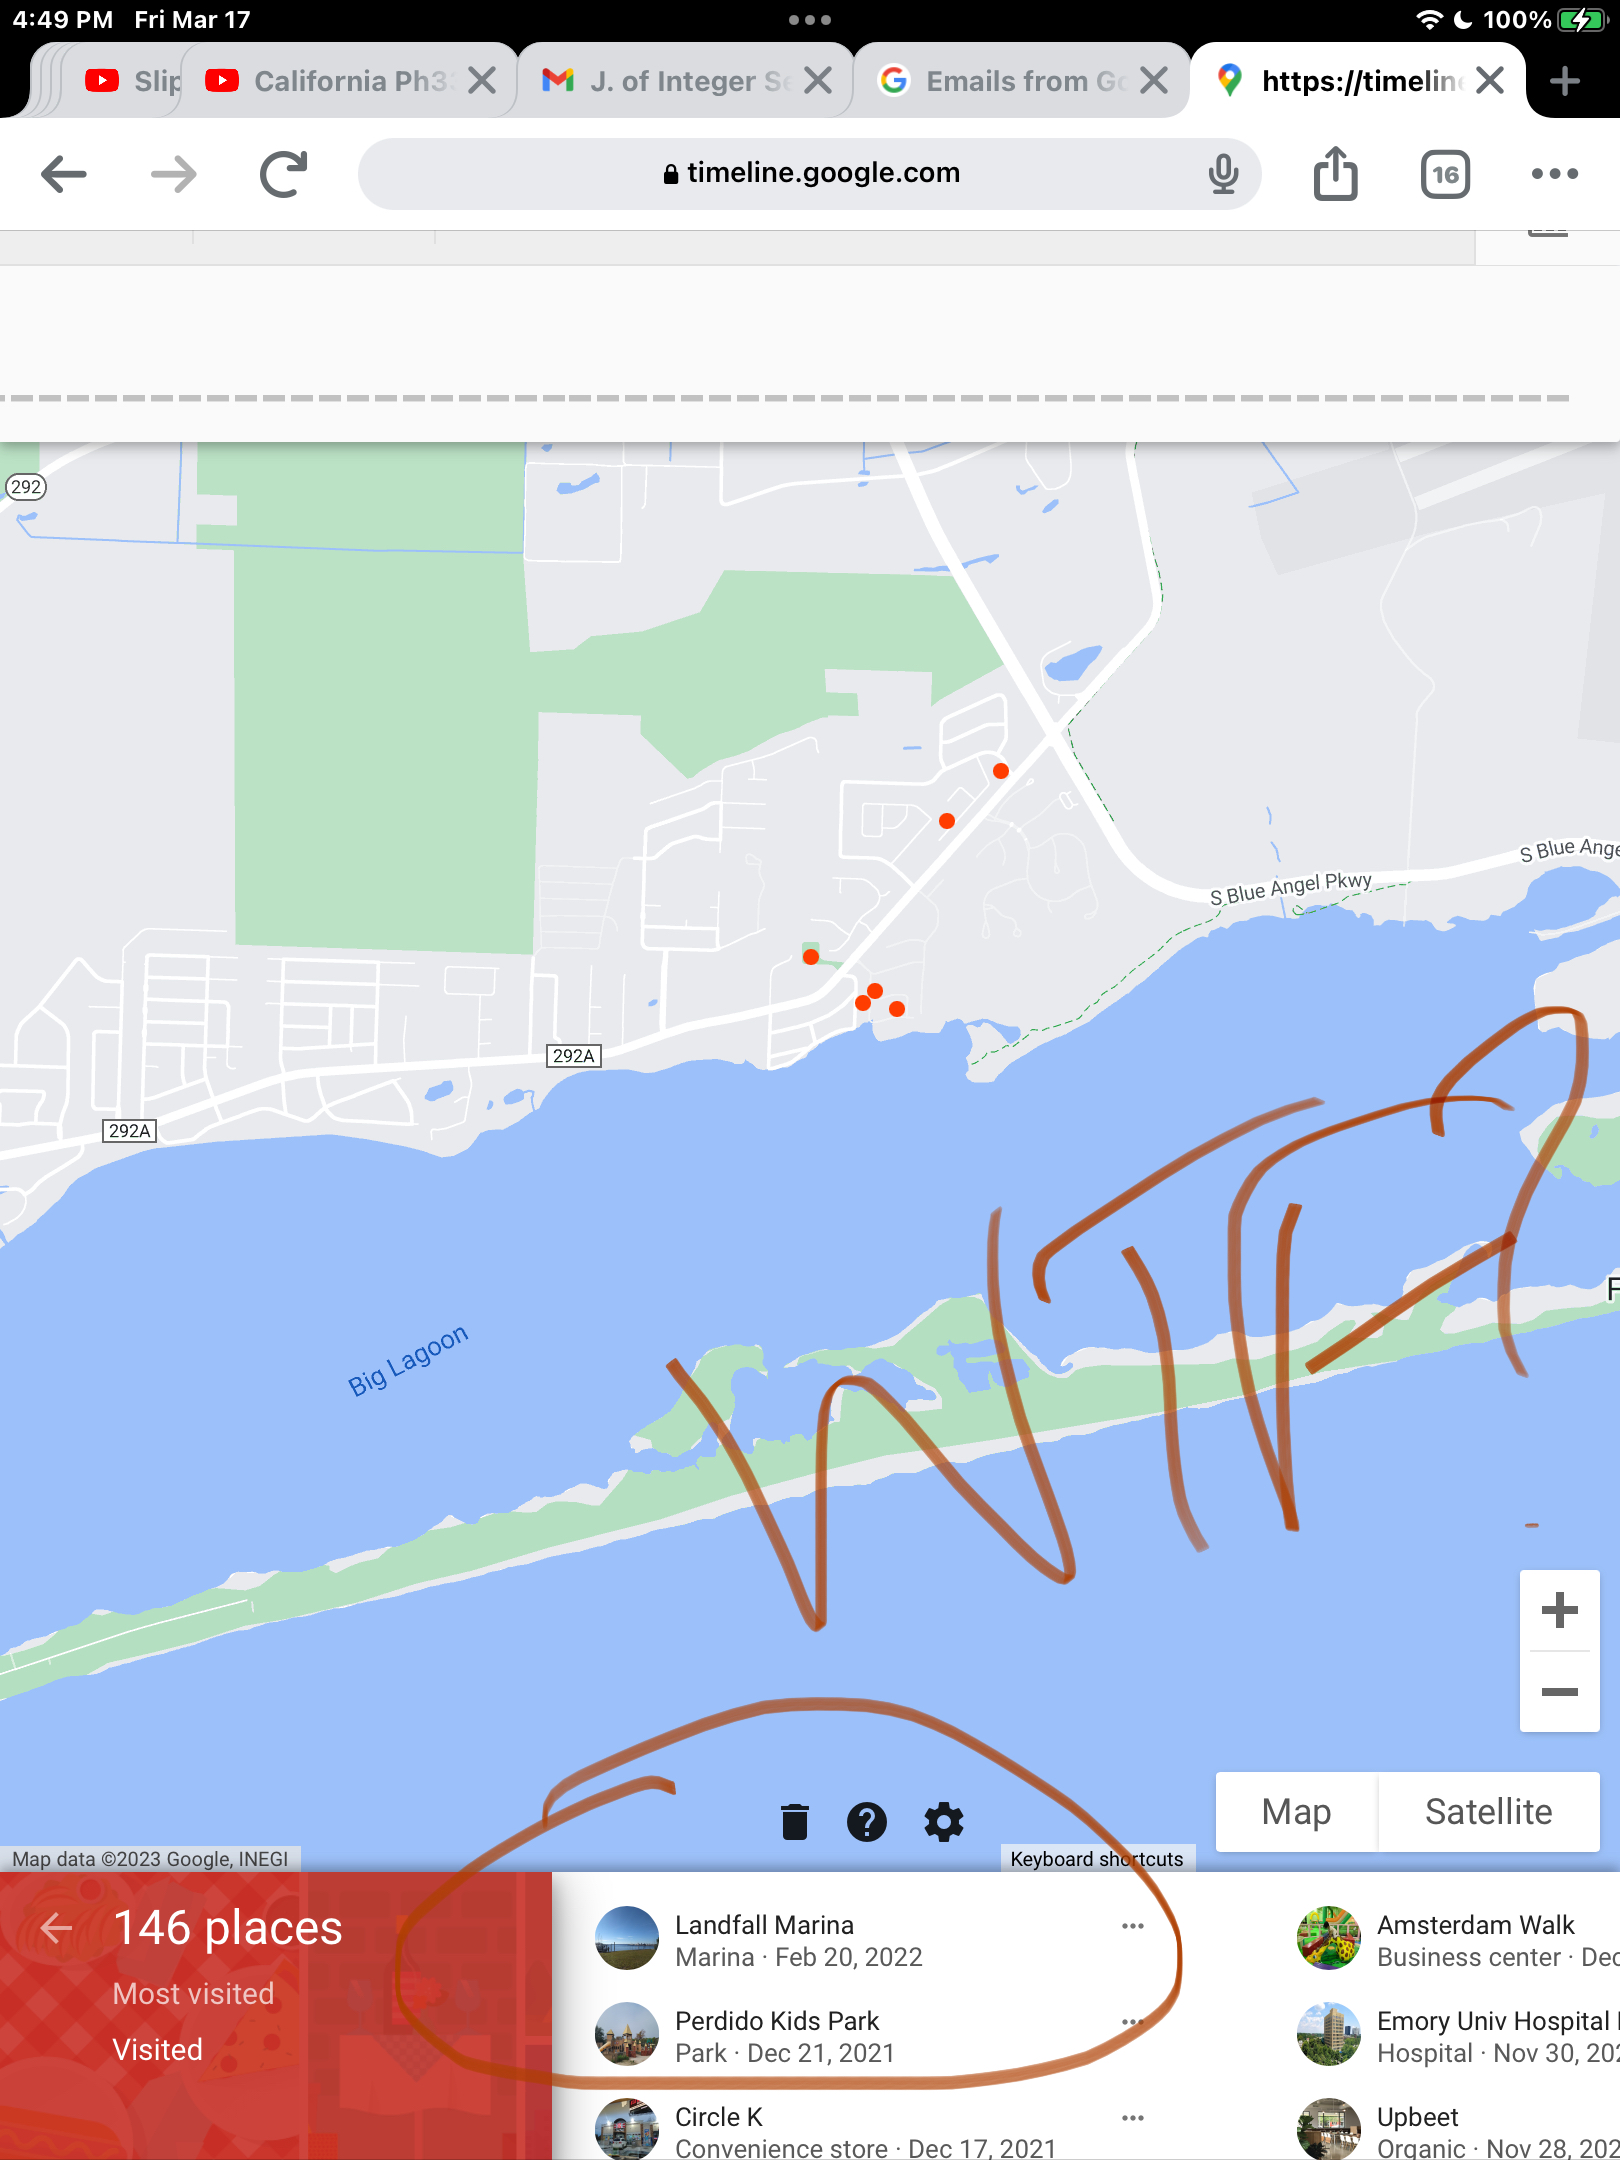 4:49 PM Fri Mar 17
100%
Slip
California Ph3
J. of Integer Se
Emails from Go
https://timeline
timeline.google.com
16
292
S Blue Ange
S Blue Angel Pkwy
292A
292A
WTF?
F
Big Lagoon
Map Satellite
Map data ©2023 Google, INEGI
Keyboard shortcuts
146 places
Most visited
Visited
Landfall Marina
Marina · Feb 20, 2022
Perdido Kids Park
Park · Dec 21, 2021
Circle K
Convenience store · Dec 17, 2021
Amsterdam Walk
Business center · Dec
Emory Univ Hospital
Hospital · Nov 30, 202
Upbeet
Organic · Nov 28, 202